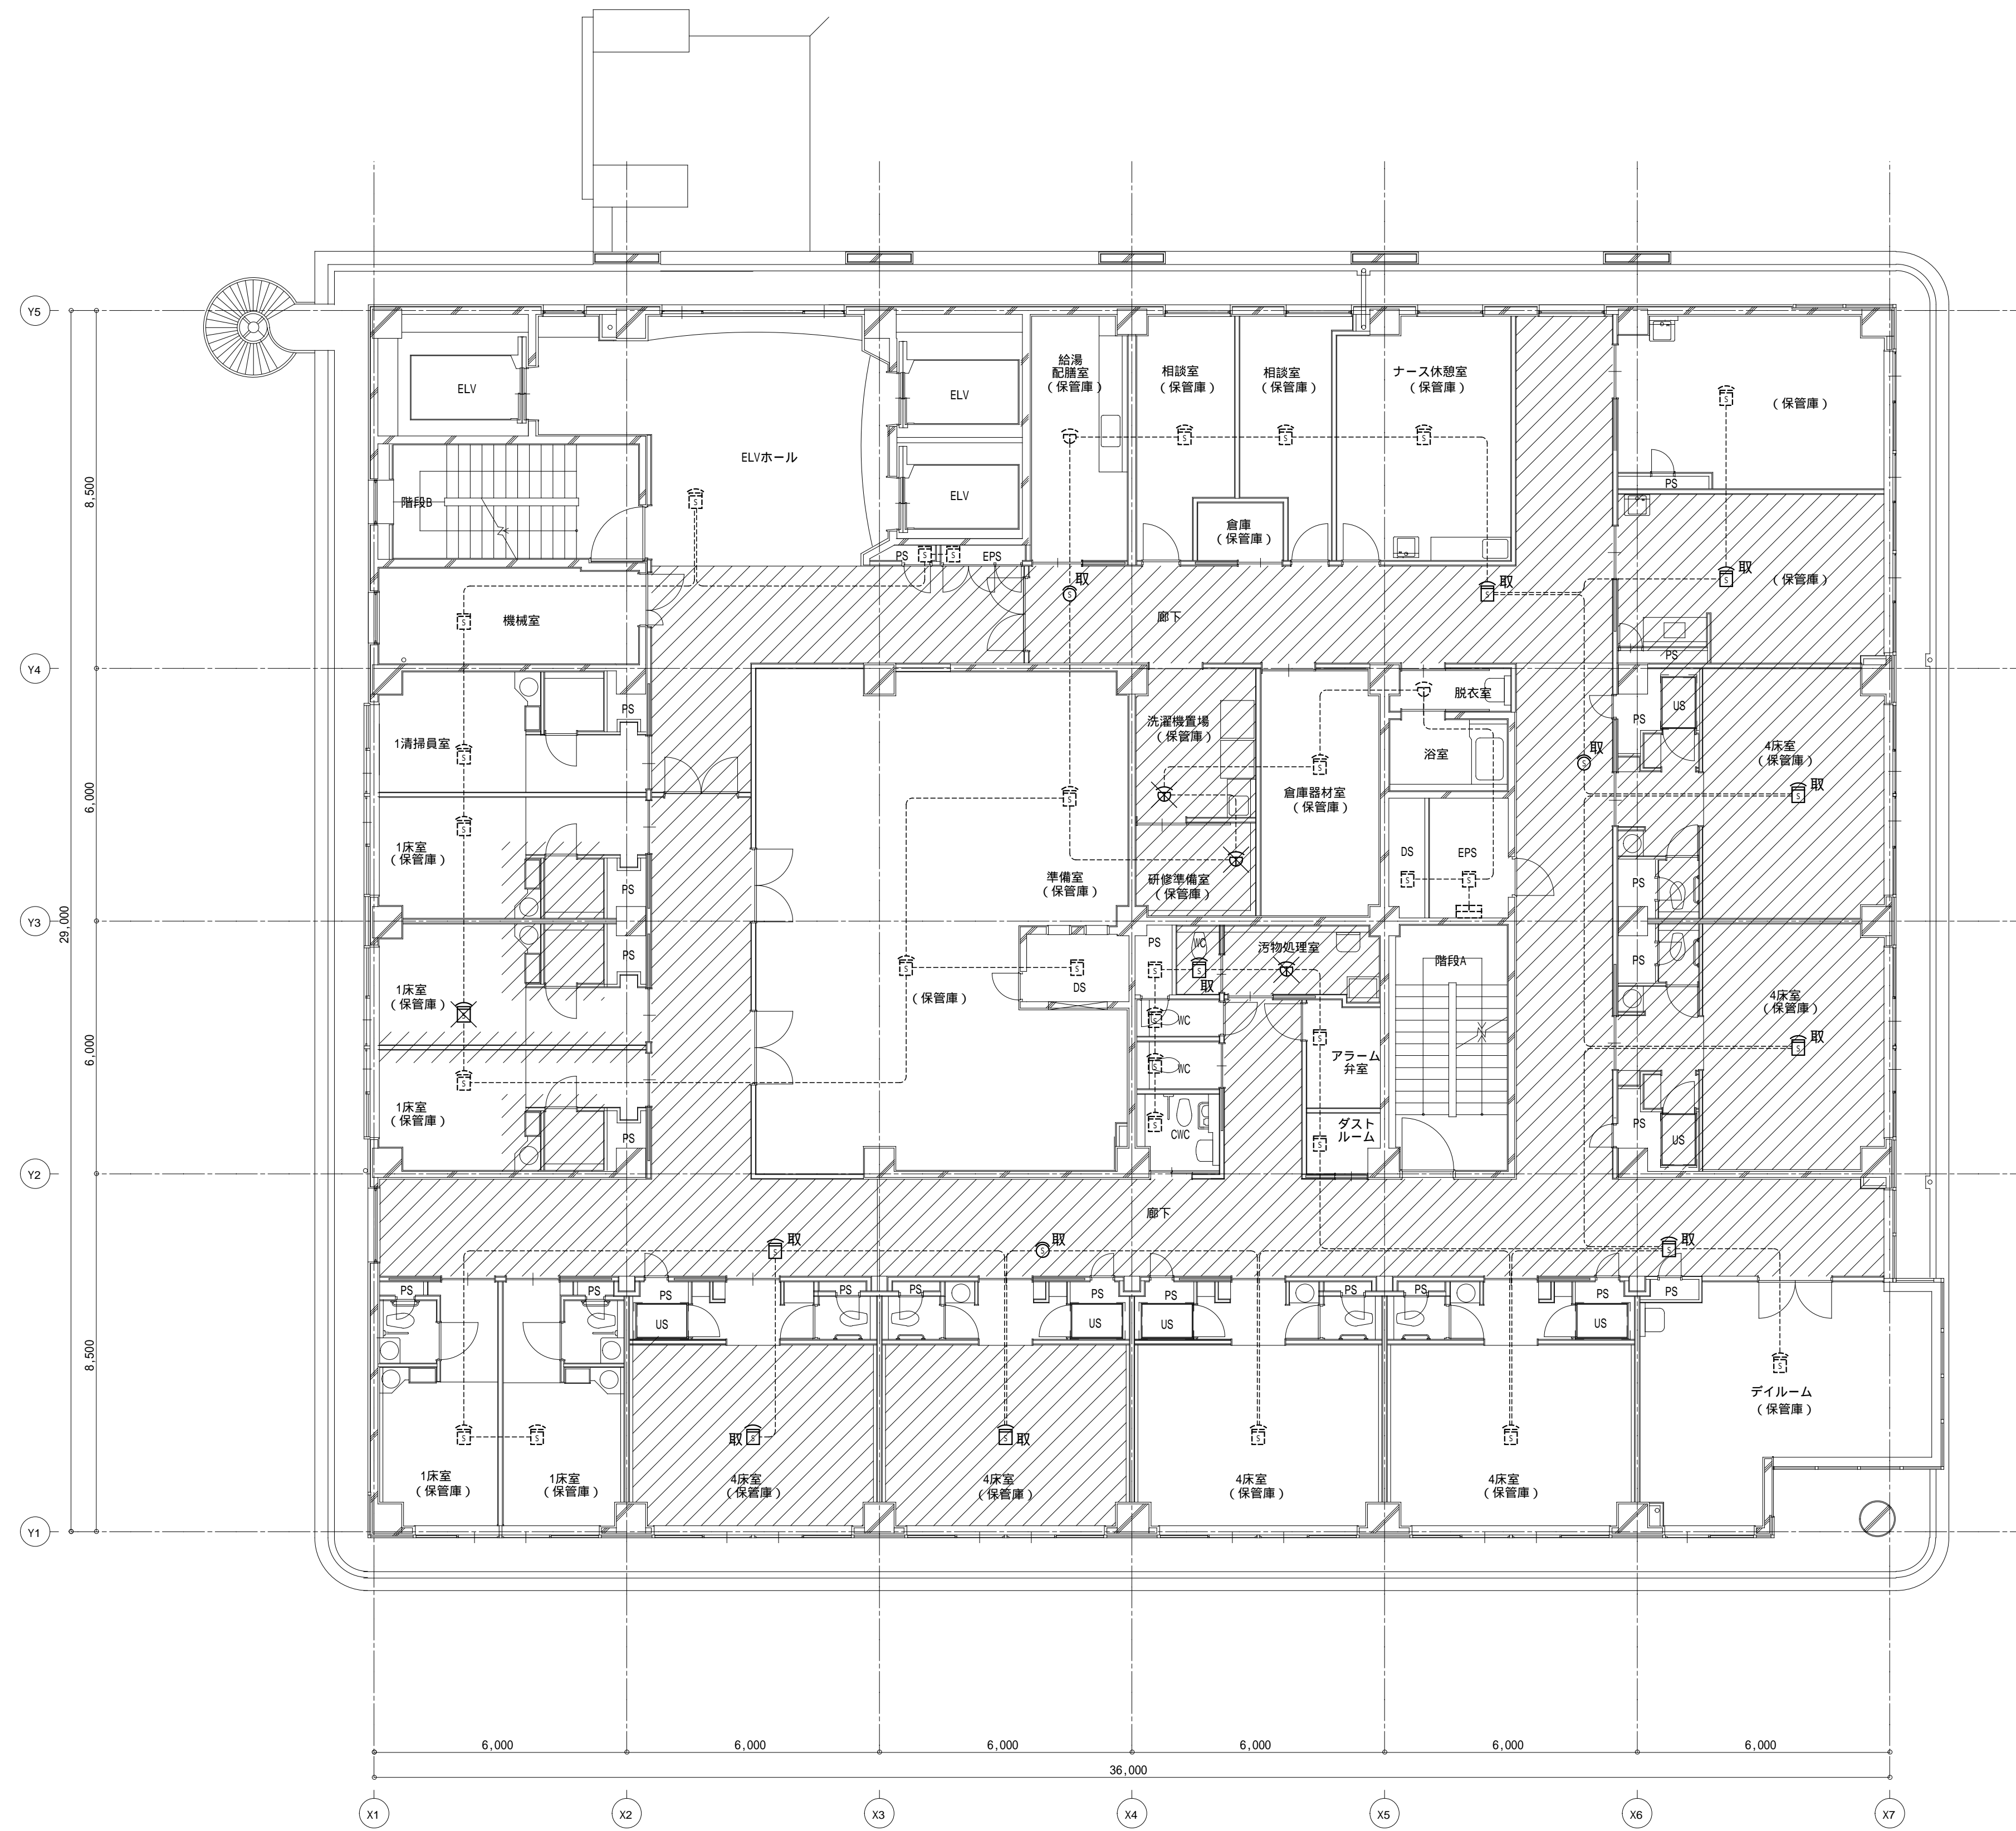 Y5
ELV
給湯
配膳室
（保管庫）
相談室
（保管庫）
相談室
（保管庫）
ナース休憩室
（保管庫）
S
（保管庫）
ELV
S
S
S
ELVホール
PS
8,500
階段B
S
ELV
倉庫
（保管庫）
PS
S
S
EPS
取
S
取
S
取
S
（保管庫）
機械室
S
廊下
PS
Y4
脱衣室
PS
US
PS
洗濯機置場
（保管庫）
1清掃員室
S
浴室
取
S
4床室
（保管庫）
S
取
S
6,000
S
倉庫器材室
（保管庫）
S
1床室
（保管庫）
DS
EPS
準備室
（保管庫）
研修準備室
（保管庫）
S
S
PS
PS
Y3
29,000
PS
PS
WC
汚物処理室
階段A
PS
S
S
DS
S
S
取
1床室
（保管庫）
（保管庫）
4床室
（保管庫）
S
S
WC
S
取
S
6,000
アラーム
弁室
S
WC
S
1床室
（保管庫）
S
CWC
ダスト
ルーム
S
PS
PS
US
Y2
廊下
取
S
取
S
取
S
PS
PS
PS
PS
PS
PS
PS
PS
PS
PS
PS
US
US
US
US
8,500
S
デイルーム
（保管庫）
S
S
取
S
S
取
S
S
1床室
（保管庫）
1床室
（保管庫）
4床室
（保管庫）
4床室
（保管庫）
4床室
（保管庫）
4床室
（保管庫）
Y1
6,000
6,000
6,000
6,000
6,000
6,000
36,000
X1
X2
X3
X4
X5
X6
X7